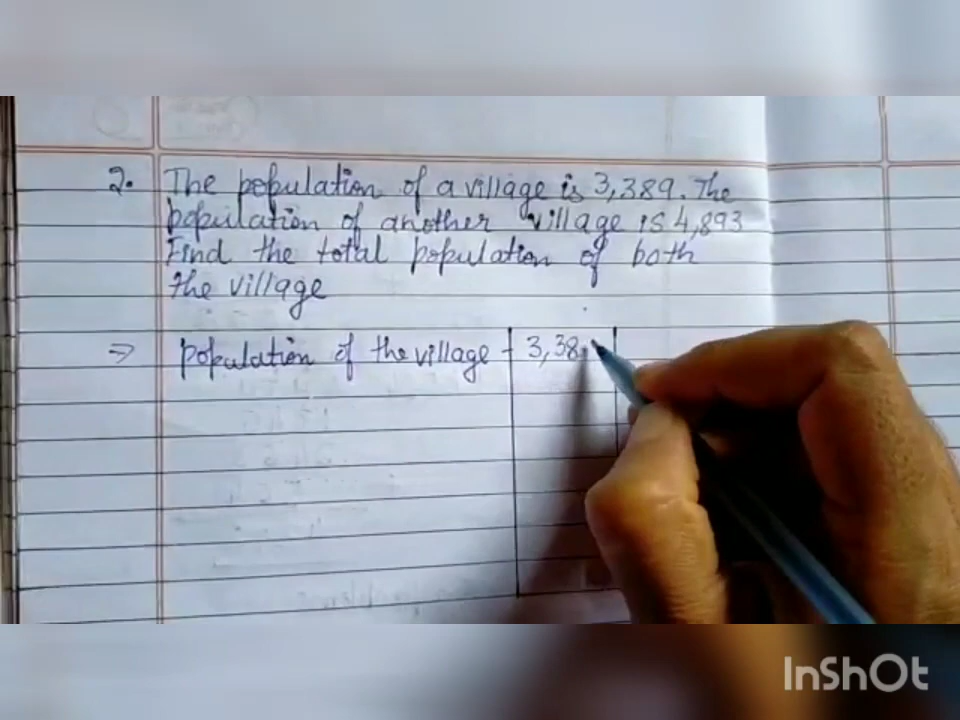 2. The population of a village is 3,389. The
population of another village is 4,893
Find the total population of both
the village
⇒ population of the village - 3,38
InShOt